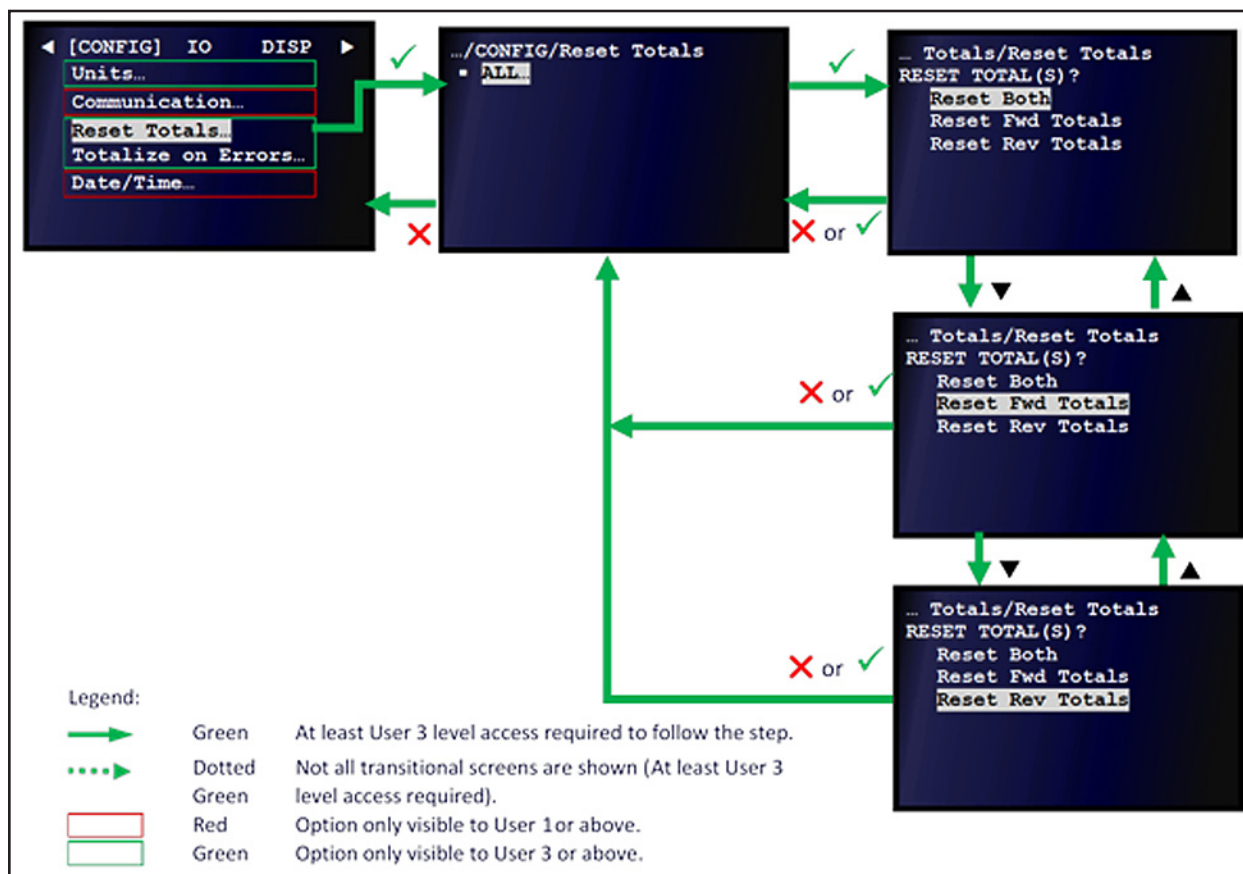 ◀ [CONFIG] IO DISP ▶
Units…
Communication…
Reset Totals…
Totalize on Errors…
Date/Time…
✓
…/CONFIG/Reset Totals
▪ ALL…
✓
… Totals/Reset Totals
RESET TOTAL(S)?
Reset Both
Reset Fwd Totals
Reset Rev Totals
✕
✕ or ✓
▼ ▲
… Totals/Reset Totals
RESET TOTAL(S)?
Reset Both
Reset Fwd Totals
Reset Rev Totals
✕ or ✓
▼ ▲
… Totals/Reset Totals
RESET TOTAL(S)?
Reset Both
Reset Fwd Totals
Reset Rev Totals
✕ or ✓
Legend:
Green At least User 3 level access required to follow the step.
Dotted Not all transitional screens are shown (At least User 3
Green level access required).
Red Option only visible to User 1 or above.
Green Option only visible to User 3 or above.